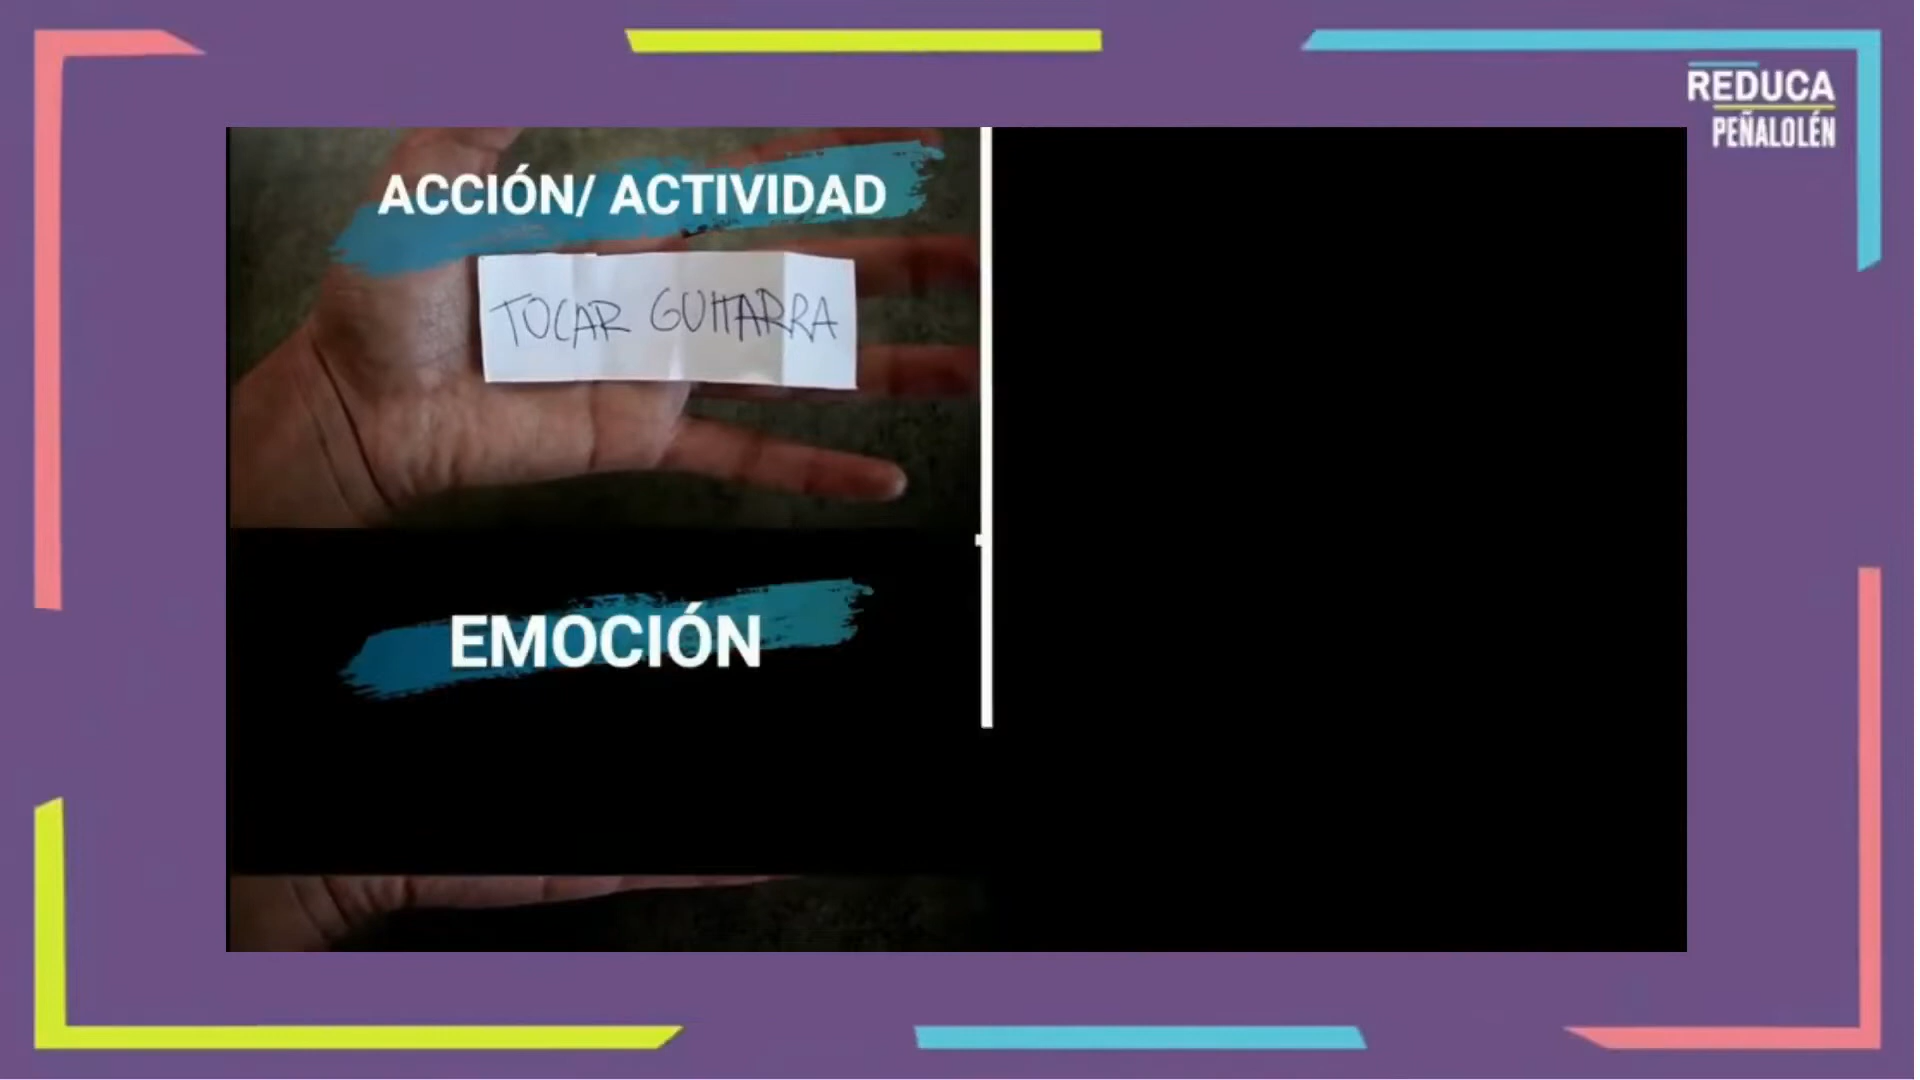 REDUCA
PEÑALOLÉN
ACCIÓN/ ACTIVIDAD
TOCAR GUITARRA
EMOCIÓN